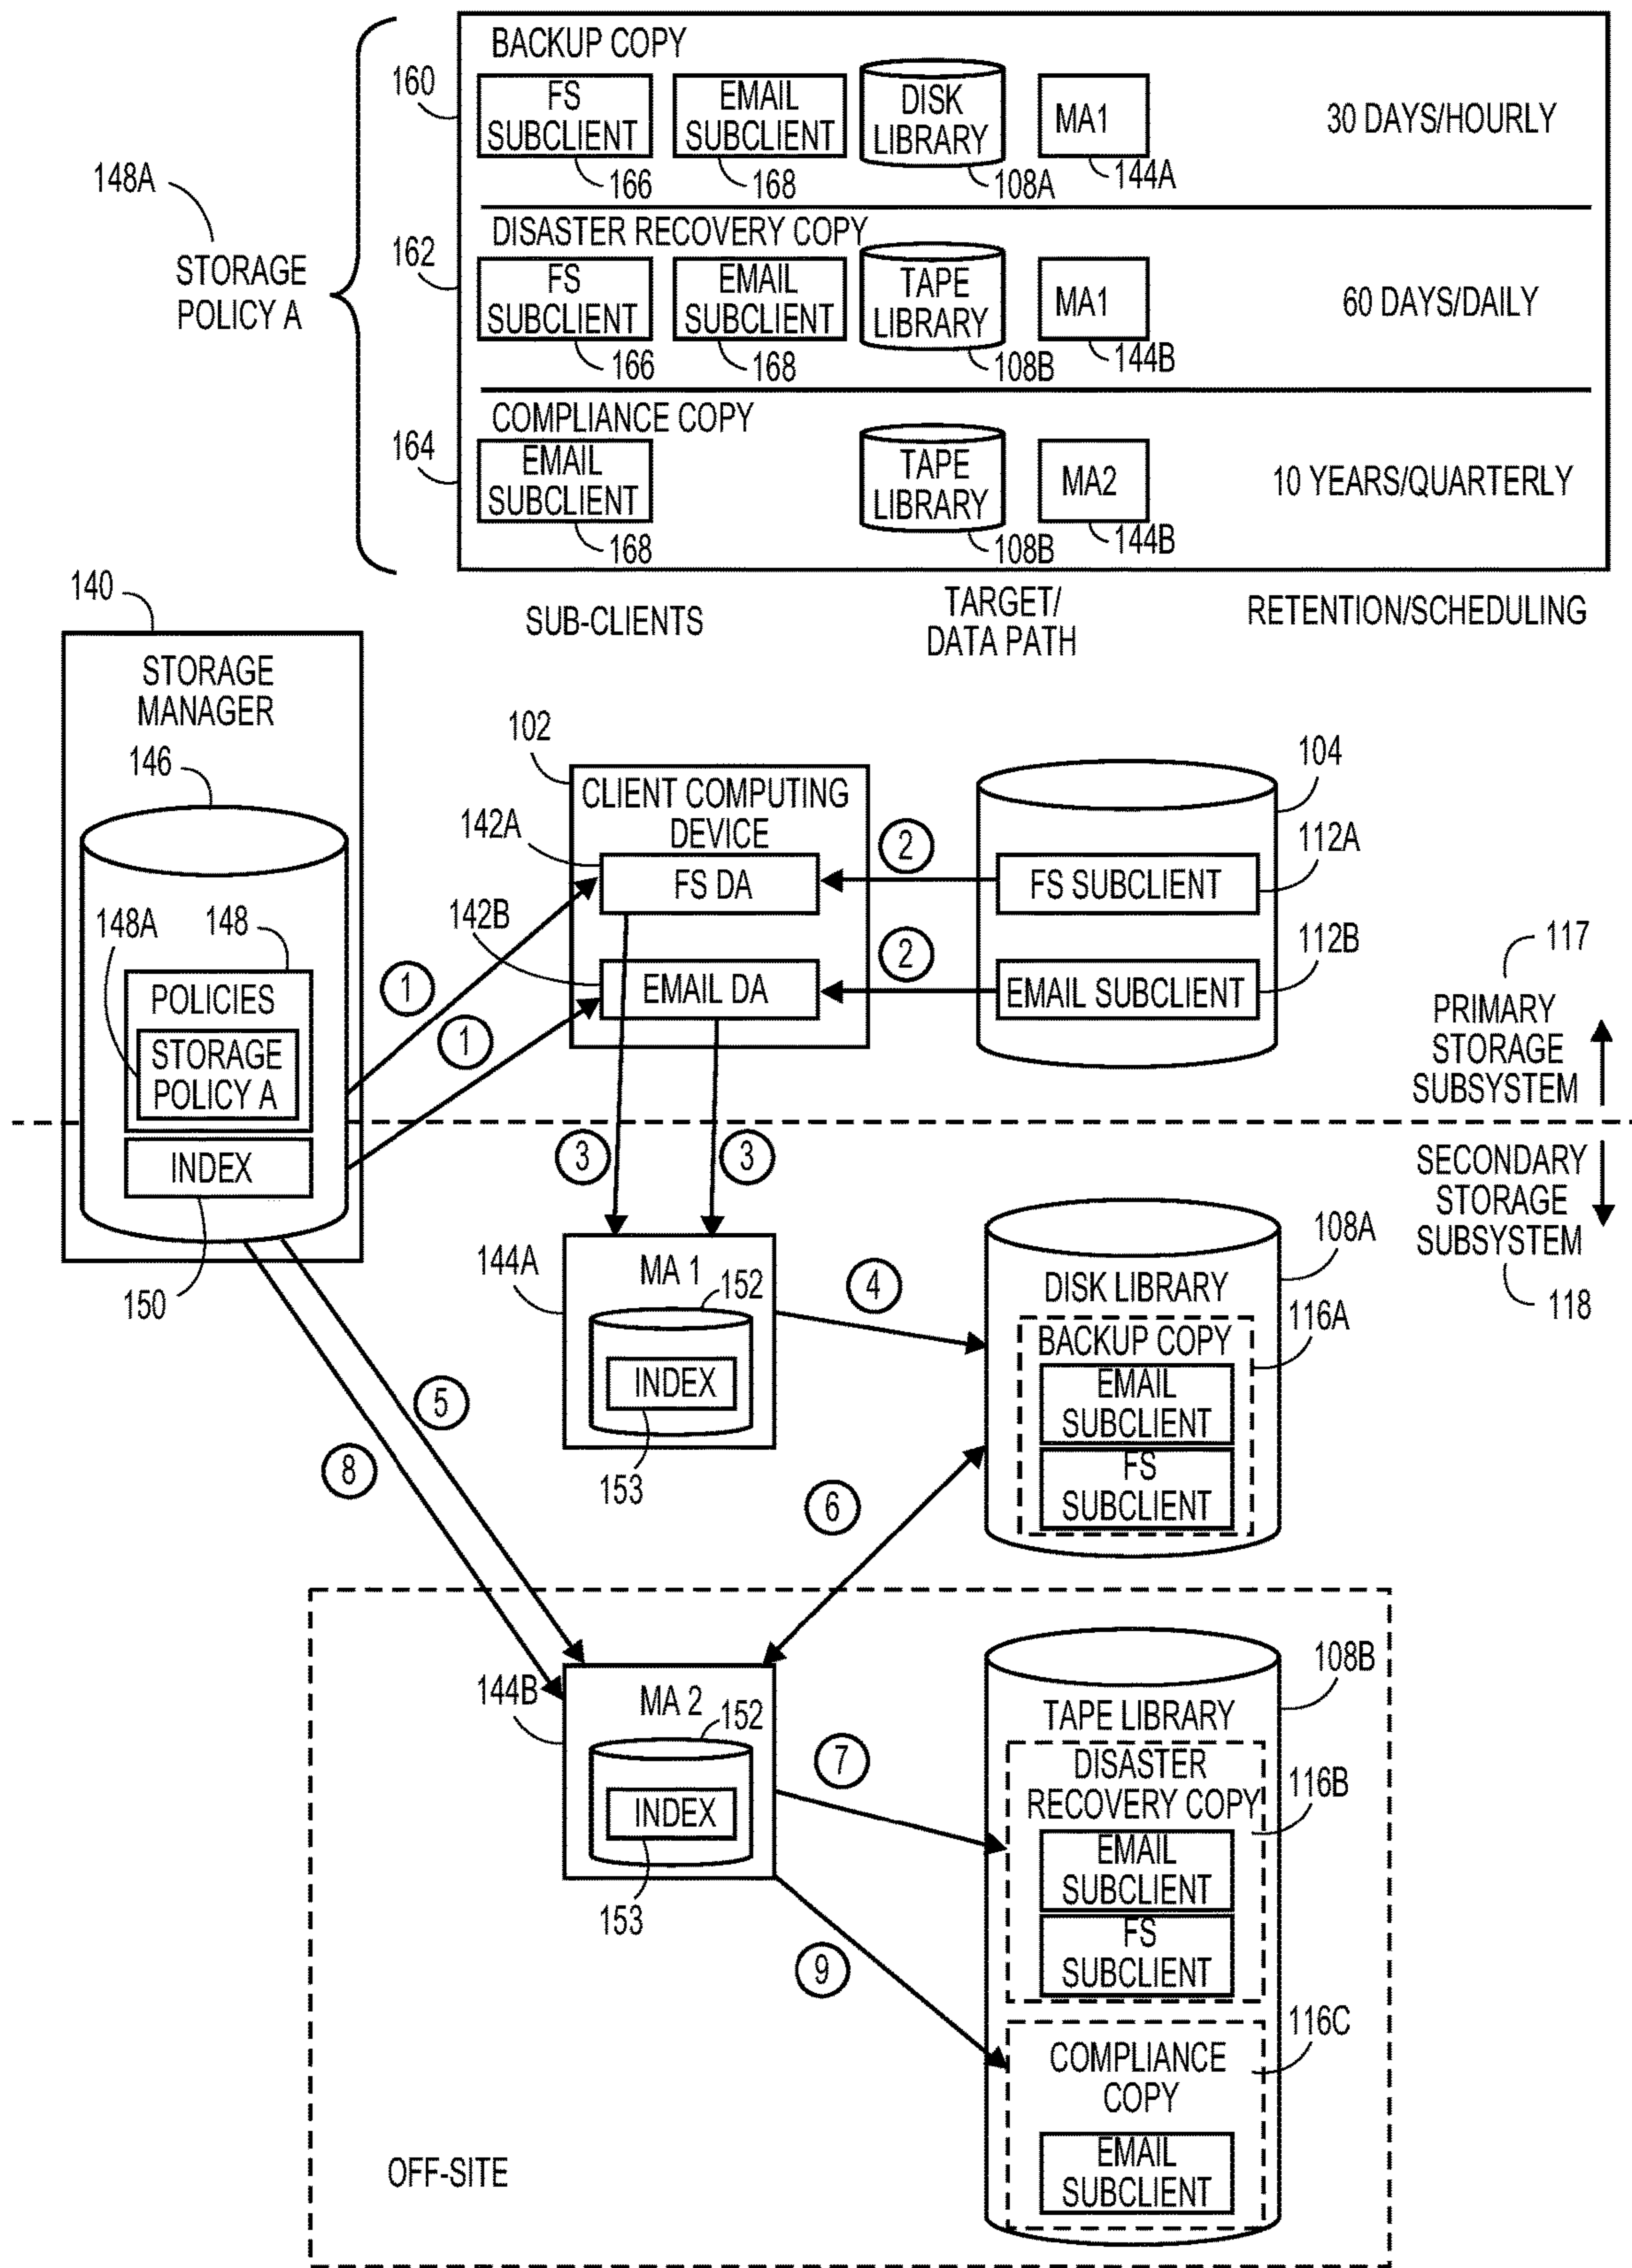 BACKUP COPY
160
FS
SUBCLIENT
166
EMAIL
SUBCLIENT
168
DISK
LIBRARY
108A
MA1
144A
30 DAYS/HOURLY
148A
STORAGE
POLICY A
DISASTER RECOVERY COPY
162
FS
SUBCLIENT
166
EMAIL
SUBCLIENT
168
TAPE
LIBRARY
108B
MA1
144B
60 DAYS/DAILY
COMPLIANCE COPY
164
EMAIL
SUBCLIENT
168
TAPE
LIBRARY
108B
MA2
144B
10 YEARS/QUARTERLY
SUB-CLIENTS
TARGET/
DATA PATH
RETENTION/SCHEDULING
140
STORAGE
MANAGER
146
148A
148
POLICIES
STORAGE
POLICY A
INDEX
150
102
CLIENT COMPUTING
DEVICE
142A
FS DA
142B
EMAIL DA
104
112A
FS SUBCLIENT
112B
EMAIL SUBCLIENT
1
1
2
2
117
PRIMARY
STORAGE
SUBSYSTEM
SECONDARY
STORAGE
SUBSYSTEM
118
3
3
144A
MA 1
152
INDEX
153
4
108A
DISK LIBRARY
116A
BACKUP COPY
EMAIL
SUBCLIENT
FS
SUBCLIENT
5
8
6
144B
MA 2
152
INDEX
153
7
9
108B
TAPE LIBRARY
DISASTER
RECOVERY COPY
116B
EMAIL
SUBCLIENT
FS
SUBCLIENT
116C
COMPLIANCE
COPY
EMAIL
SUBCLIENT
OFF-SITE